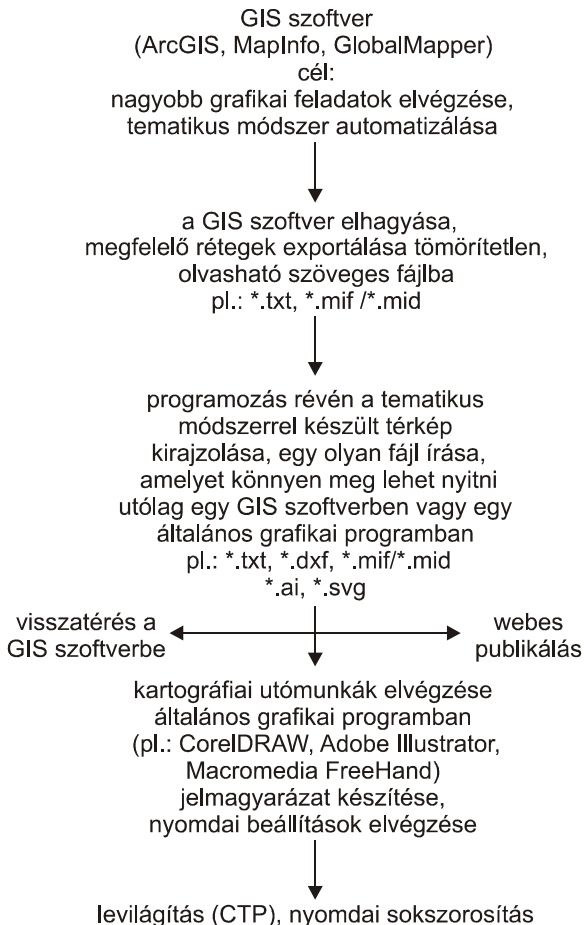 GIS szoftver
(ArcGIS, MapInfo, GlobalMapper)
cél:
nagyobb grafikai feladatok elvégzése,
tematikus módszer automatizálása
a GIS szoftver elhagyása,
megfelelő rétegek exportálása tömörítetlen,
olvasható szöveges fájlba
pl.: *.txt, *.mif /*.mid
programozás révén a tematikus
módszerrel készült térkép
kirajzolása, egy olyan fájl írása,
amelyet könnyen meg lehet nyitni
utólag egy GIS szoftverben vagy egy
általános grafikai programban
pl.: *.txt, *.dxf, *.mif/*.mid
*.ai, *.svg
visszatérés a
GIS szoftverbe
webes
publikálás
kartográfiai utómunkák elvégzése
általános grafikai programban
(pl.: CorelDRAW, Adobe Illustrator,
Macromedia FreeHand)
jelmagyarázat készítése,
nyomdai beállítások elvégzése
levilágítás (CTP), nyomdai sokszorosítás